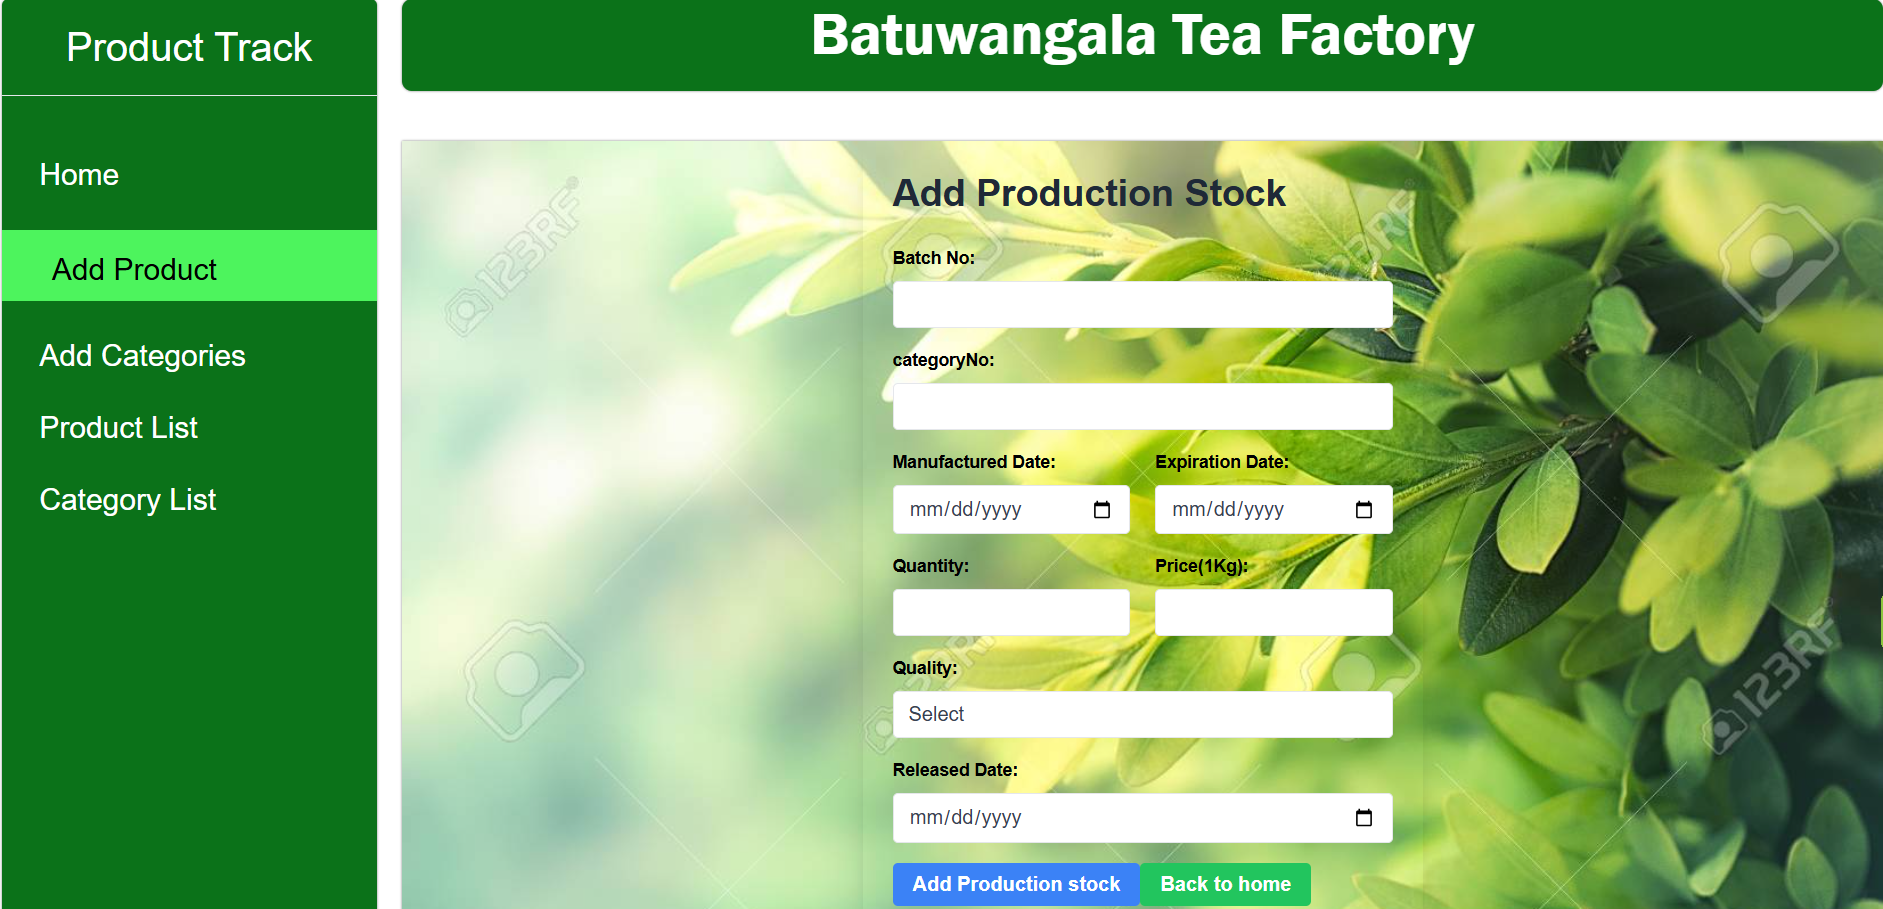 Product Track
Batuwangala Tea Factory
Home
Add Product
Add Categories
Product List
Category List
Add Production Stock
Batch No:
categoryNo:
Manufactured Date: Expiration Date:
mm/dd/yyyy mm/dd/yyyy
Quantity: Price(1Kg):
Quality:
Select
Released Date:
mm/dd/yyyy
Add Production stock Back to home
123RF
123RF
123RF
123RF